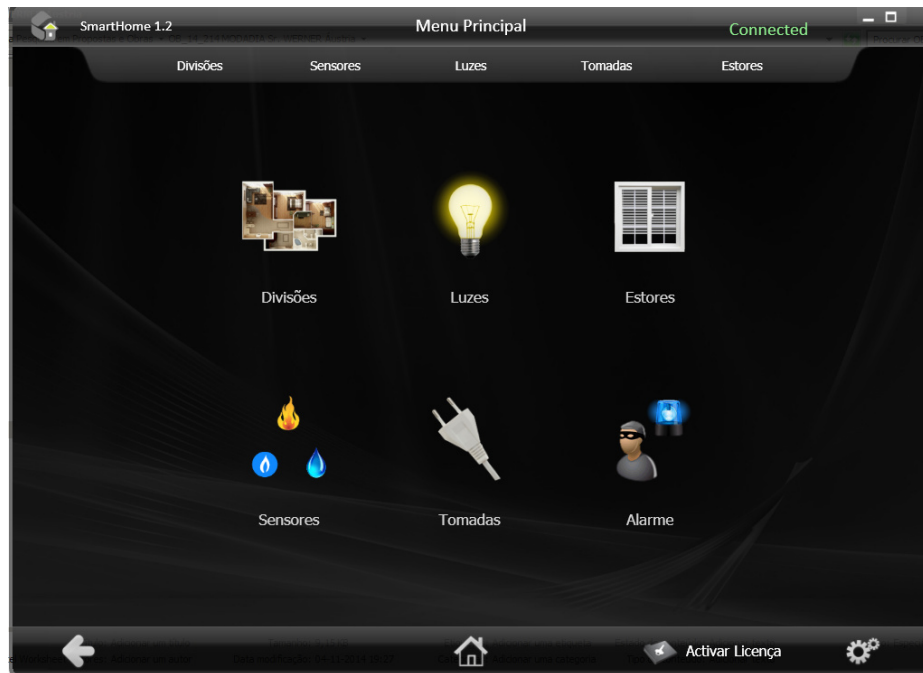 SmartHome 1.2
Menu Principal
Connected
Divisões
Sensores
Luzes
Tomadas
Estores
Divisões
Luzes
Estores
Sensores
Tomadas
Alarme
Activar Licença